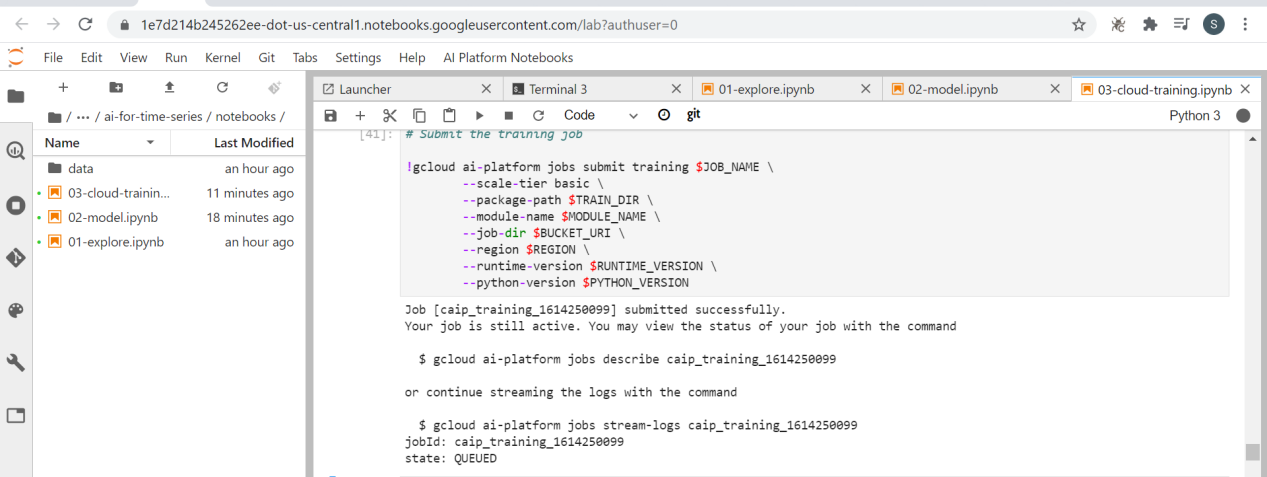 1e7d214b245262ee-dot-us-central1.notebooks.googleusercontent.com/lab?authuser=0
S
File Edit View Run Kernel Git Tabs Settings Help AI Platform Notebooks
Launcher
Terminal 3
01-explore.ipynb
02-model.ipynb
03-cloud-training.ipynb
Code
git
Python 3
/ ··· / ai-for-time-series / notebooks /
Name Last Modified
data an hour ago
03-cloud-trainin... 11 minutes ago
02-model.ipynb 18 minutes ago
01-explore.ipynb an hour ago
[41]: # Submit the training job
!gcloud ai-platform jobs submit training $JOB_NAME \
--scale-tier basic \
--package-path $TRAIN_DIR \
--module-name $MODULE_NAME \
--job-dir $BUCKET_URI \
--region $REGION \
--runtime-version $RUNTIME_VERSION \
--python-version $PYTHON_VERSION
Job [caip_training_1614250099] submitted successfully.
Your job is still active. You may view the status of your job with the command
$ gcloud ai-platform jobs describe caip_training_1614250099
or continue streaming the logs with the command
$ gcloud ai-platform jobs stream-logs caip_training_1614250099
jobId: caip_training_1614250099
state: QUEUED